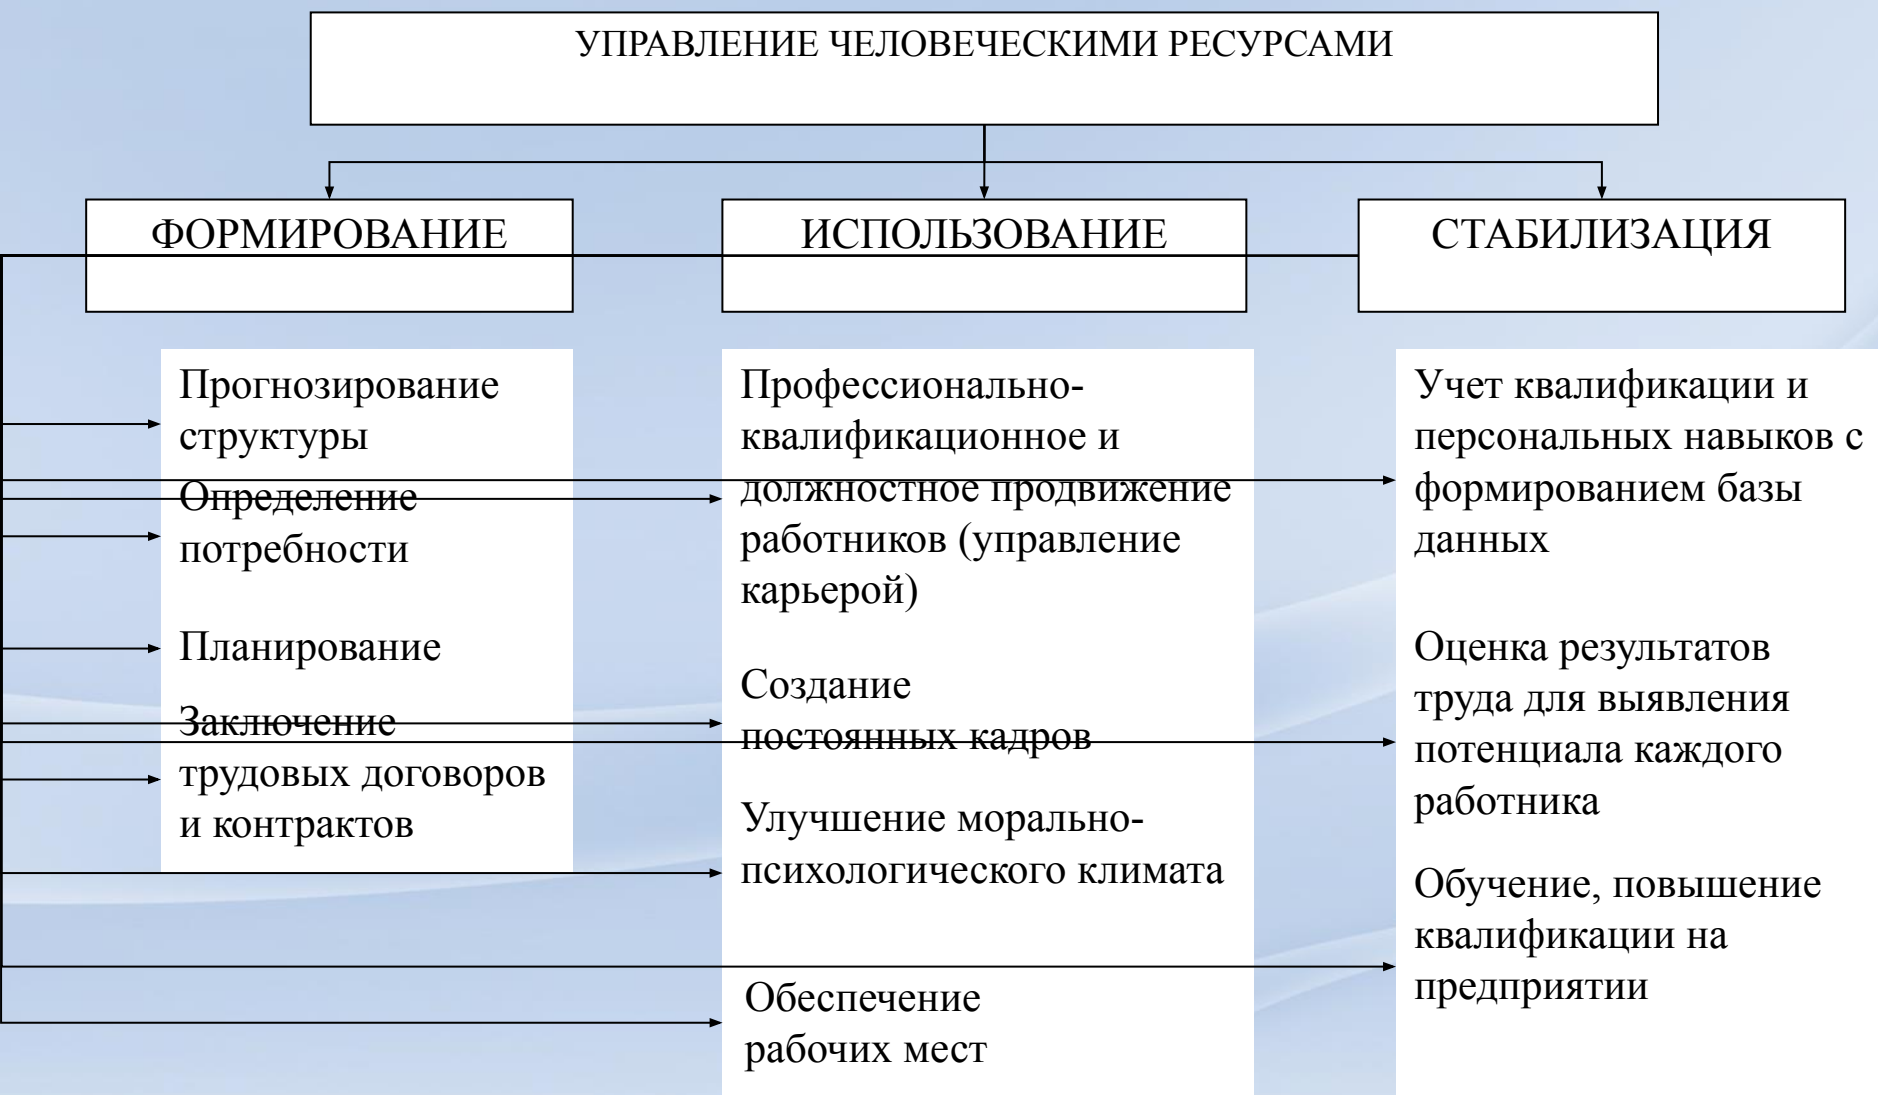 УПРАВЛЕНИЕ ЧЕЛОВЕЧЕСКИМИ РЕСУРСАМИ
ФОРМИРОВАНИЕ
ИСПОЛЬЗОВАНИЕ
СТАБИЛИЗАЦИЯ
Прогнозирование
структуры
Определение
потребности
Планирование
Заключение
трудовых договоров
и контрактов
Профессионально-
квалификационное и
должностное продвижение
работников (управление
карьерой)
Создание
постоянных кадров
Улучшение морально-
психологического климата
Обеспечение
рабочих мест
Учет квалификации и
персональных навыков с
формированием базы
данных
Оценка результатов
труда для выявления
потенциала каждого
работника
Обучение, повышение
квалификации на
предприятии